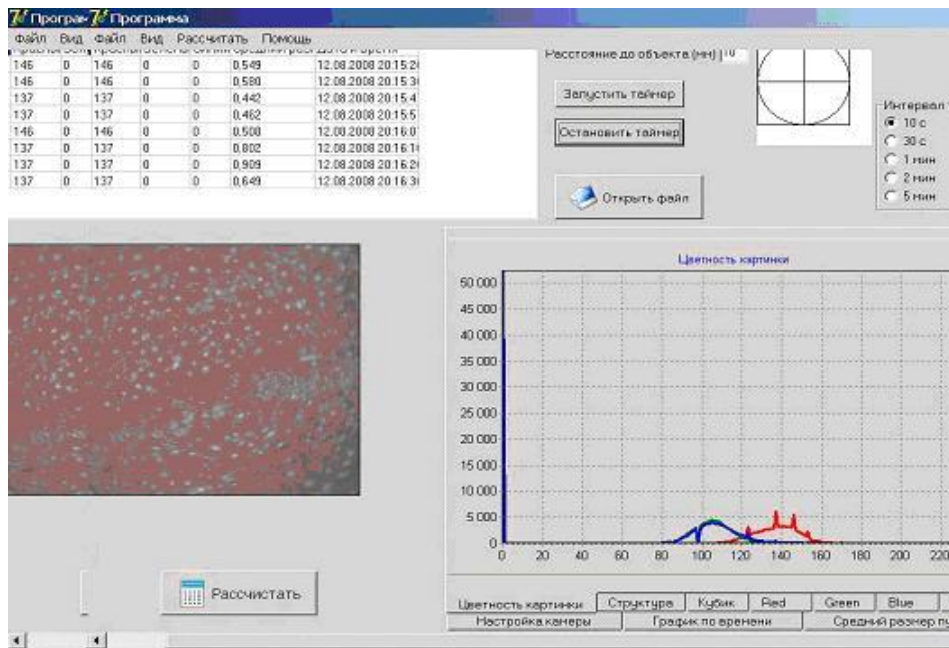 Програм Программа
Файл Вид Файл Вид Рассчитать Помощь
146 0 146 0 0 0,549 12.08.2008 20:15:2
146 0 146 0 0 0,580 12.08.2008 20:15:3
137 0 137 0 0 0,442 12.08.2008 20:15:4
137 0 137 0 0 0,462 12.08.2008 20:15:5
146 0 146 0 0 0,508 12.08.2008 20:16:0
137 0 137 0 0 0,802 12.08.2008 20:16:1
137 0 137 0 0 0,909 12.08.2008 20:16:2
137 0 137 0 0 0,649 12.08.2008 20:16:3
Расстояние до объекта (мм) 10
Запустить таймер
Остановить таймер
Открыть файл
Интервал
10 с
30 с
1 мин
2 мин
5 мин
Цветность картинки
50 000
45 000
40 000
35 000
30 000
25 000
20 000
15 000
10 000
5 000
0
0 20 40 60 80 100 120 140 160 180 200 220
Рассчистать
Цветность картинки Структура Кубик Red Green Blue
Настройка камеры График по времени Средний размер